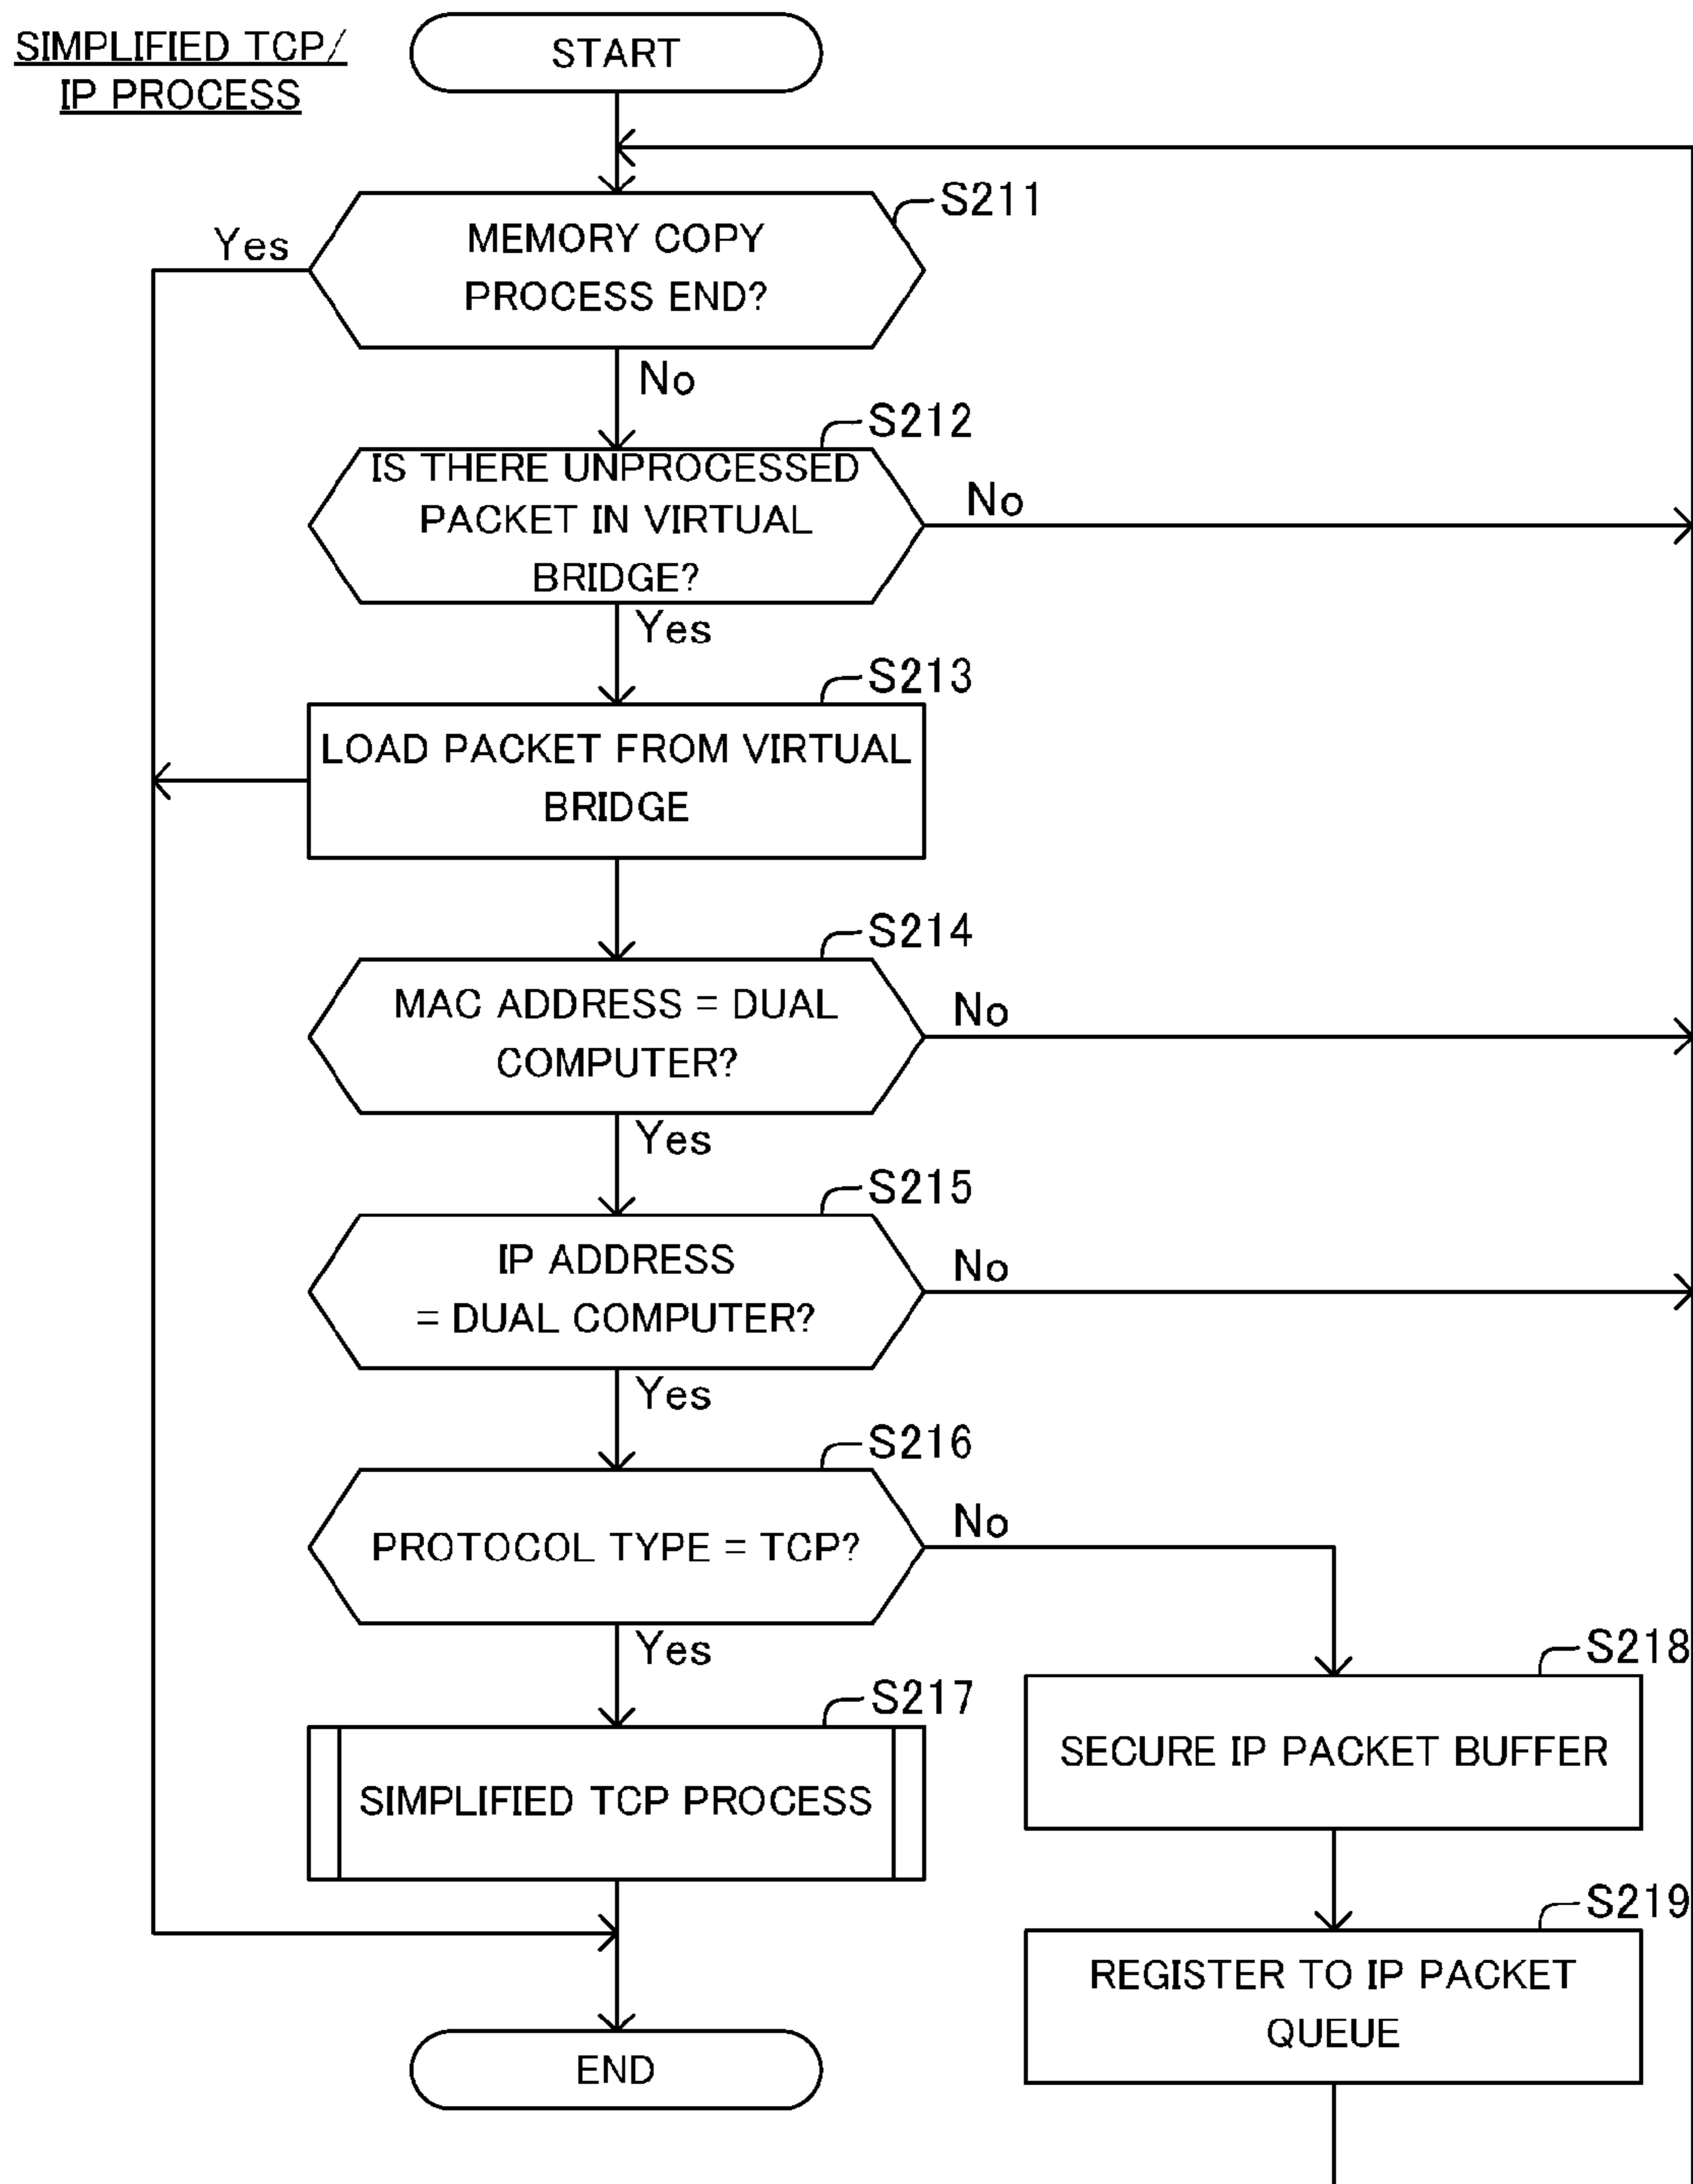 SIMPLIFIED TCP/
IP PROCESS
START
S211
MEMORY COPY
PROCESS END?
Yes
No
S212
IS THERE UNPROCESSED
PACKET IN VIRTUAL
BRIDGE?
No
Yes
S213
LOAD PACKET FROM VIRTUAL
BRIDGE
S214
MAC ADDRESS = DUAL
COMPUTER?
No
Yes
S215
IP ADDRESS
= DUAL COMPUTER?
No
Yes
S216
PROTOCOL TYPE = TCP?
No
Yes
S217
SIMPLIFIED TCP PROCESS
S218
SECURE IP PACKET BUFFER
S219
REGISTER TO IP PACKET
QUEUE
END